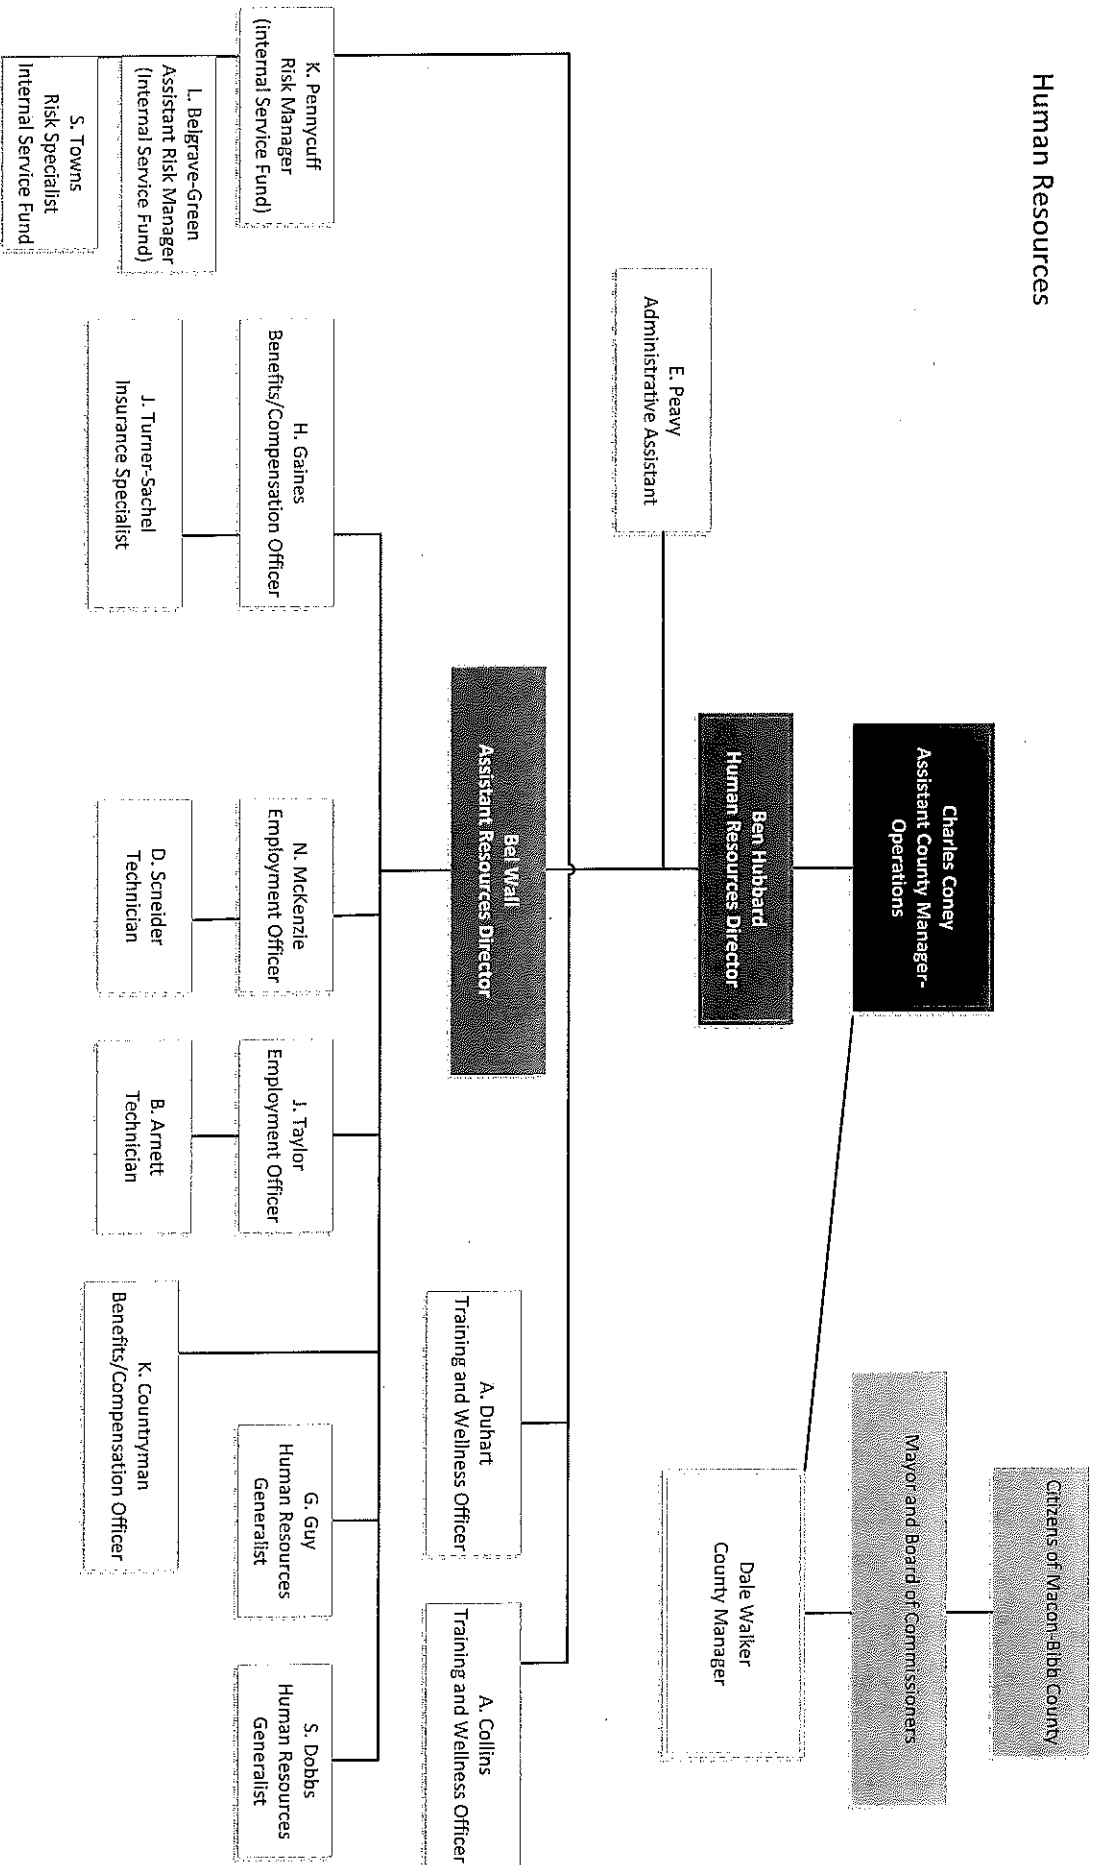 Human Resources
Citizens of Macon-Bibb County
Mayor and Board of Commissioners
Dale Walker
County Manager
Charles Coney
Assistant County Manager-
Operations
Ben Hubbard
Human Resources Director
E. Peavy
Administrative Assistant
Bel Wall
Assistant Resources Director
A. Duhart
Training and Wellness Officer
A. Collins
Training and Wellness Officer
K. Pennycuff
Risk Manager
(internal Service Fund)
L. Belgrave-Green
Assistant Risk Manager
(Internal Service Fund)
S. Towns
Risk Specialist
Internal Service Fund
H. Gaines
Benefits/Compensation Officer
J. Turner-Sachel
Insurance Specialist
N. McKenzie
Employment Officer
D. Scneider
Technician
J. Taylor
Employment Officer
B. Arnett
Technician
K. Countryman
Benefits/Compensation Officer
G. Guy
Human Resources
Generalist
S. Dobbs
Human Resources
Generalist